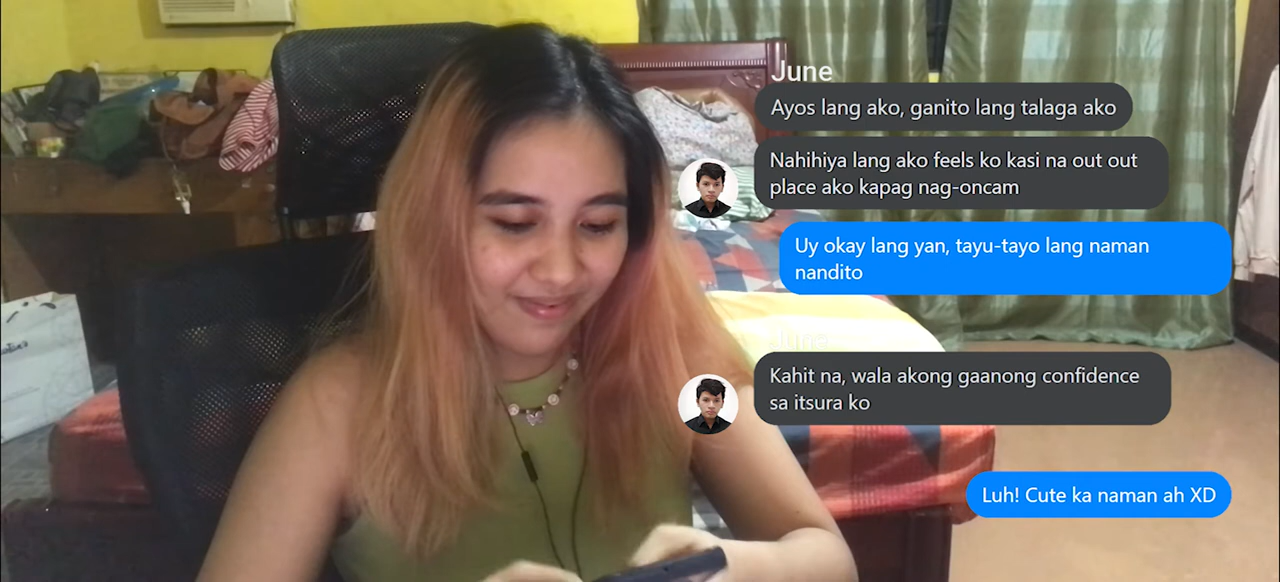 June
Ayos lang ako, ganito lang talaga ako
Nahihiya lang ako feels ko kasi na out out
place ako kapag nag-oncam
Uy okay lang yan, tayu-tayo lang naman
nandito
June
Kahit na, wala akong gaanong confidence
sa itsura ko
Luh! Cute ka naman ah XD